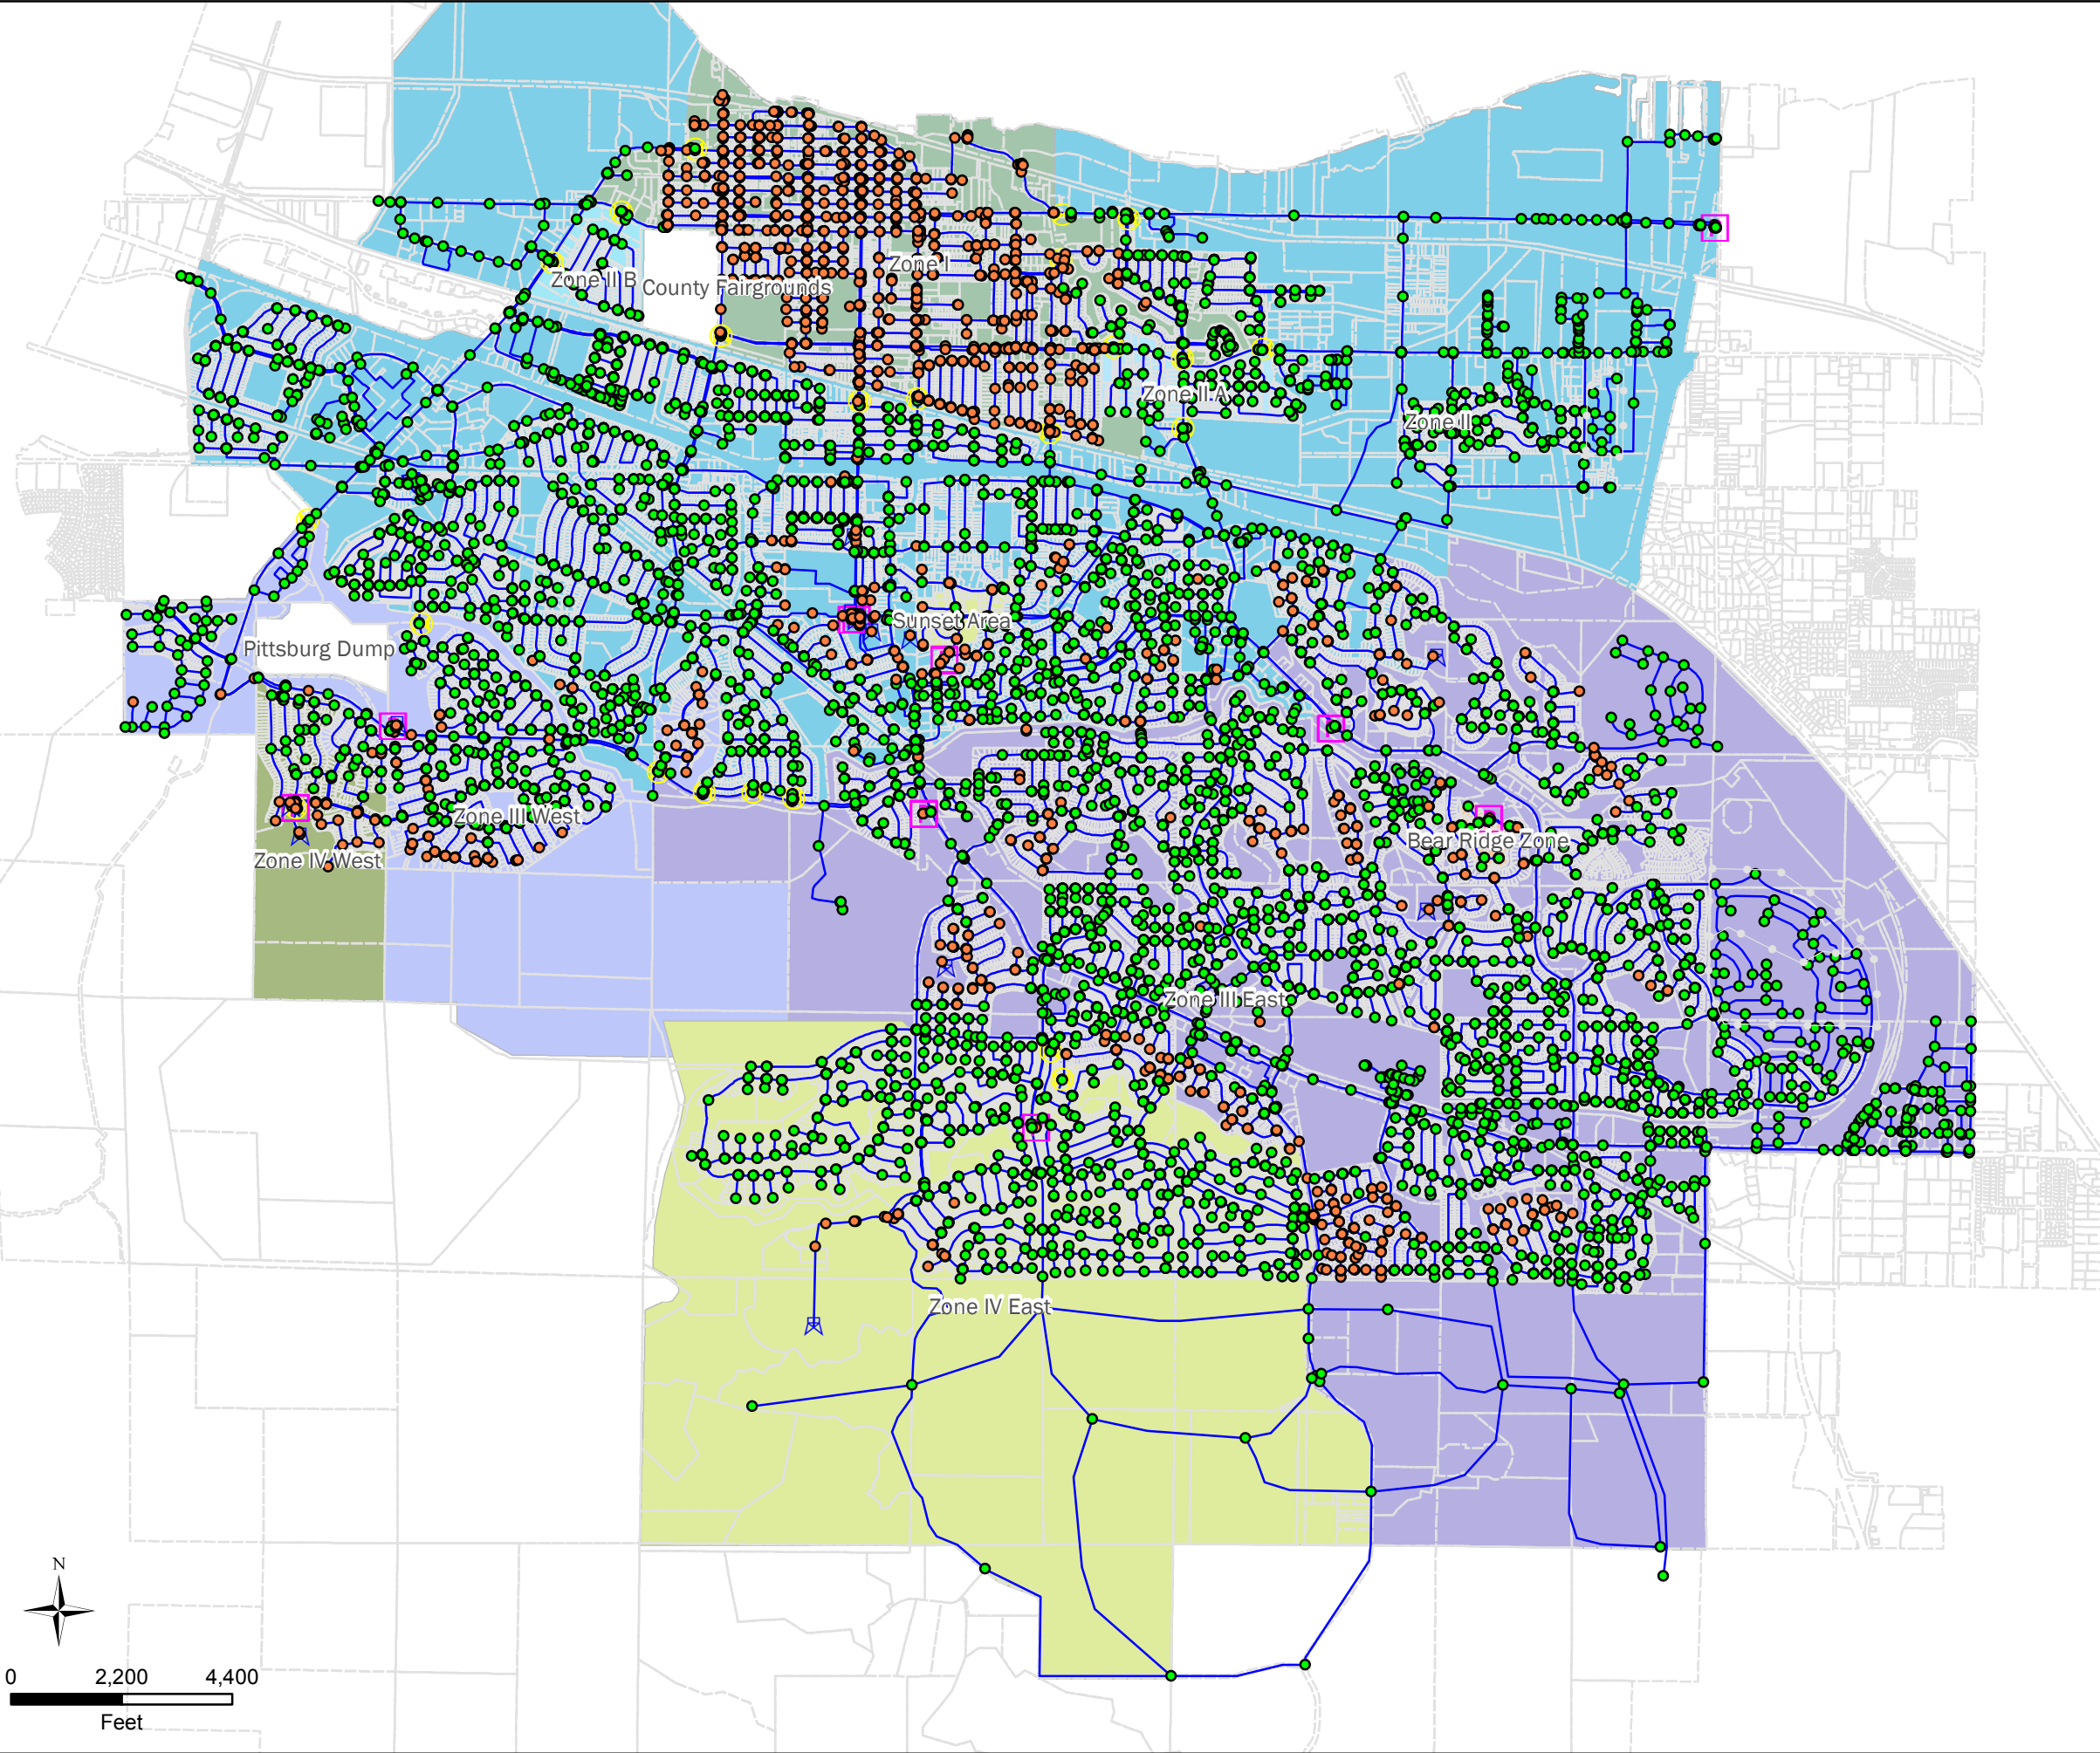 Zone I
Zone II B
County Fairgrounds
Zone II A
Zone II
Sunset Area
Pittsburg Dump
Zone III West
Bear Ridge Zone
Zone IV West
Zone III East
Zone IV East
N
0 2,200 4,400
Feet